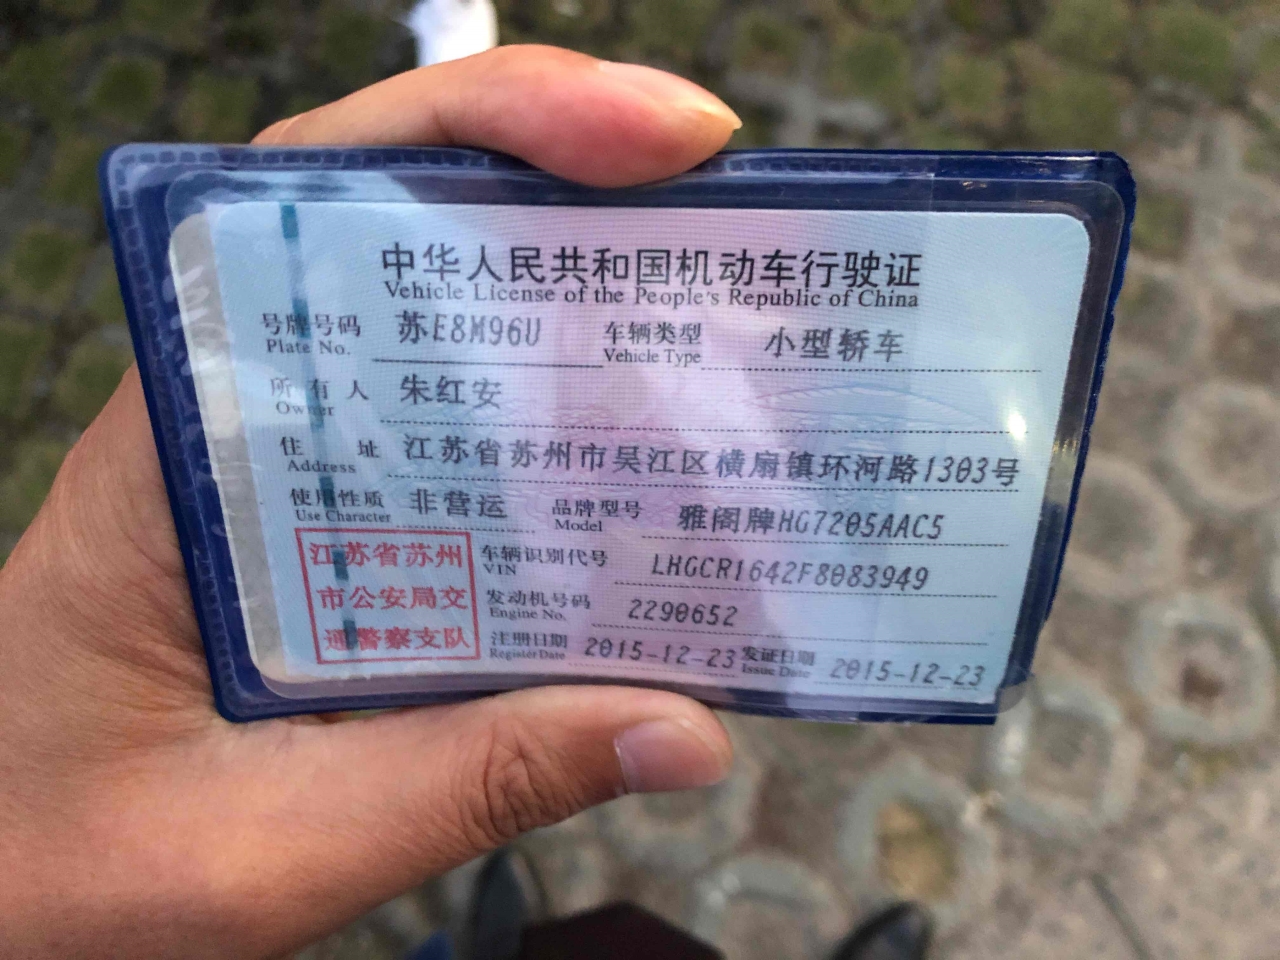 中华人民共和国机动车行驶证
Vehicle License of the People's Republic of China
号牌号码 苏E8M96U 车辆类型 小型轿车
Plate No. Vehicle Type
所有人 朱红安
Owner
住址 江苏省苏州市吴江区横扇镇环河路1303号
Address
使用性质 非营运 品牌型号 雅阁牌HG7205AAC5
Use Character Model
江苏省苏州 车辆识别代号 LHGCR1642F8083949
VIN
市公安局交 发动机号码 2290652
Engine No.
通警察支队 注册日期 2015-12-23 发证日期 2015-12-23
Register Date Issue Date